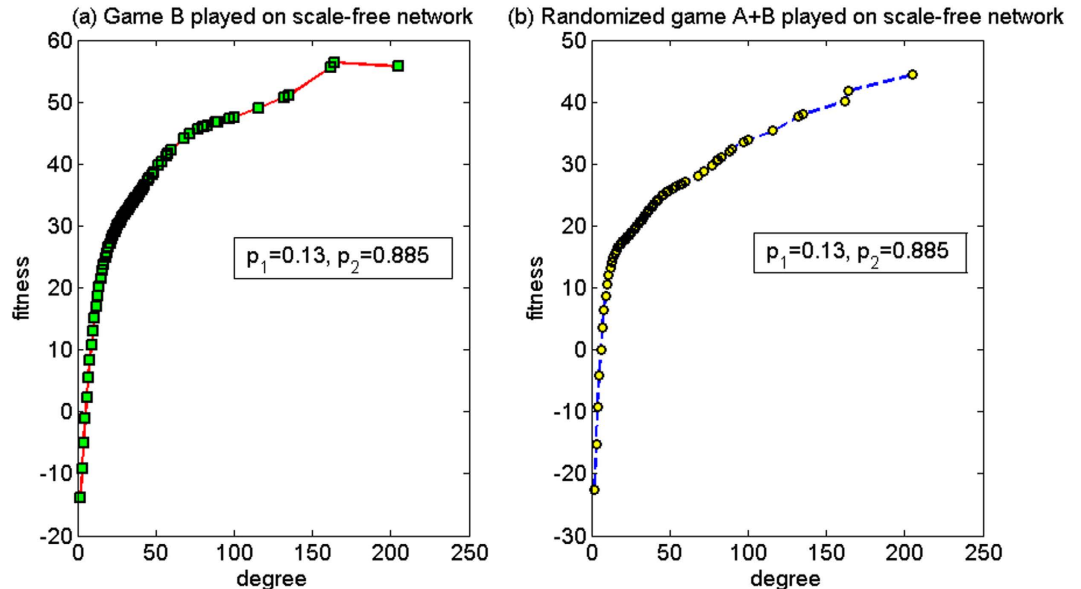 (a) Game B played on scale-free network
60
50
40
30
20
10
0
-10
-20
fitness
p1=0.13, p2=0.885
0 50 100 150 200 250
degree
(b) Randomized game A+B played on scale-free network
50
40
30
20
10
0
-10
-20
-30
fitness
p1=0.13, p2=0.885
0 50 100 150 200 250
degree